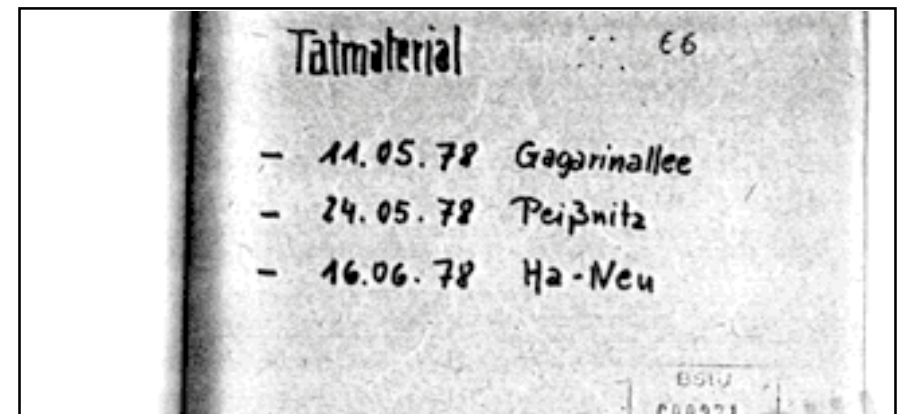 Tatmaterial E6
- 11.05.78 Gagarinallee
- 24.05.78 Peißnitz
- 16.06.78 Ha-Neu
BStU